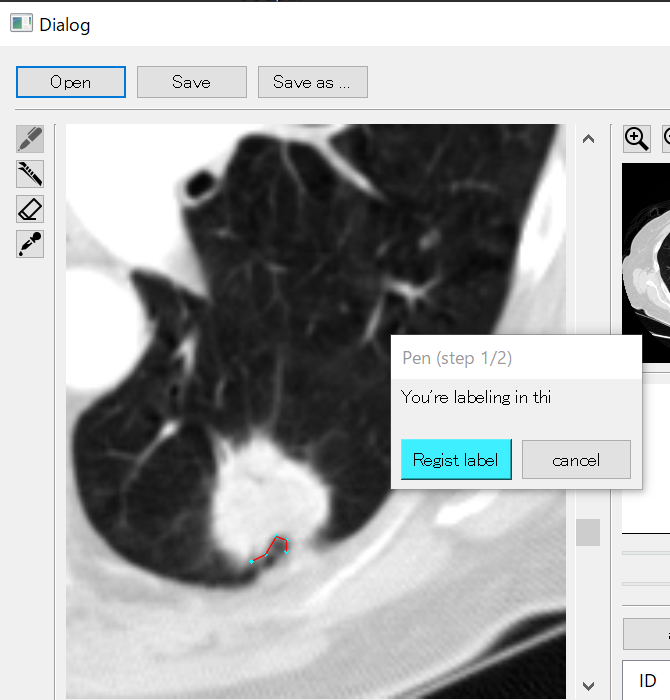 Dialog
Open
Save
Save as ...
Pen (step 1/2)
You're labeling in thi
Regist label
cancel
ID